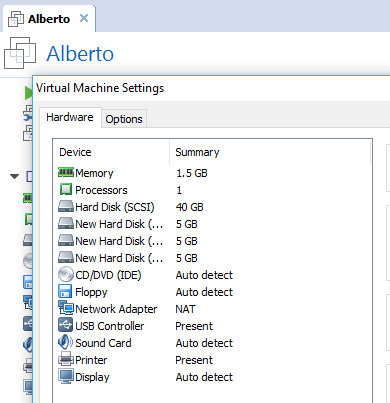 Alberto
Alberto
Virtual Machine Settings
Hardware Options
Device Summary
Memory 1.5 GB
Processors 1
Hard Disk (SCSI) 40 GB
New Hard Disk (... 5 GB
New Hard Disk (... 5 GB
New Hard Disk (... 5 GB
CD/DVD (IDE) Auto detect
Floppy Auto detect
Network Adapter NAT
USB Controller Present
Sound Card Auto detect
Printer Present
Display Auto detect